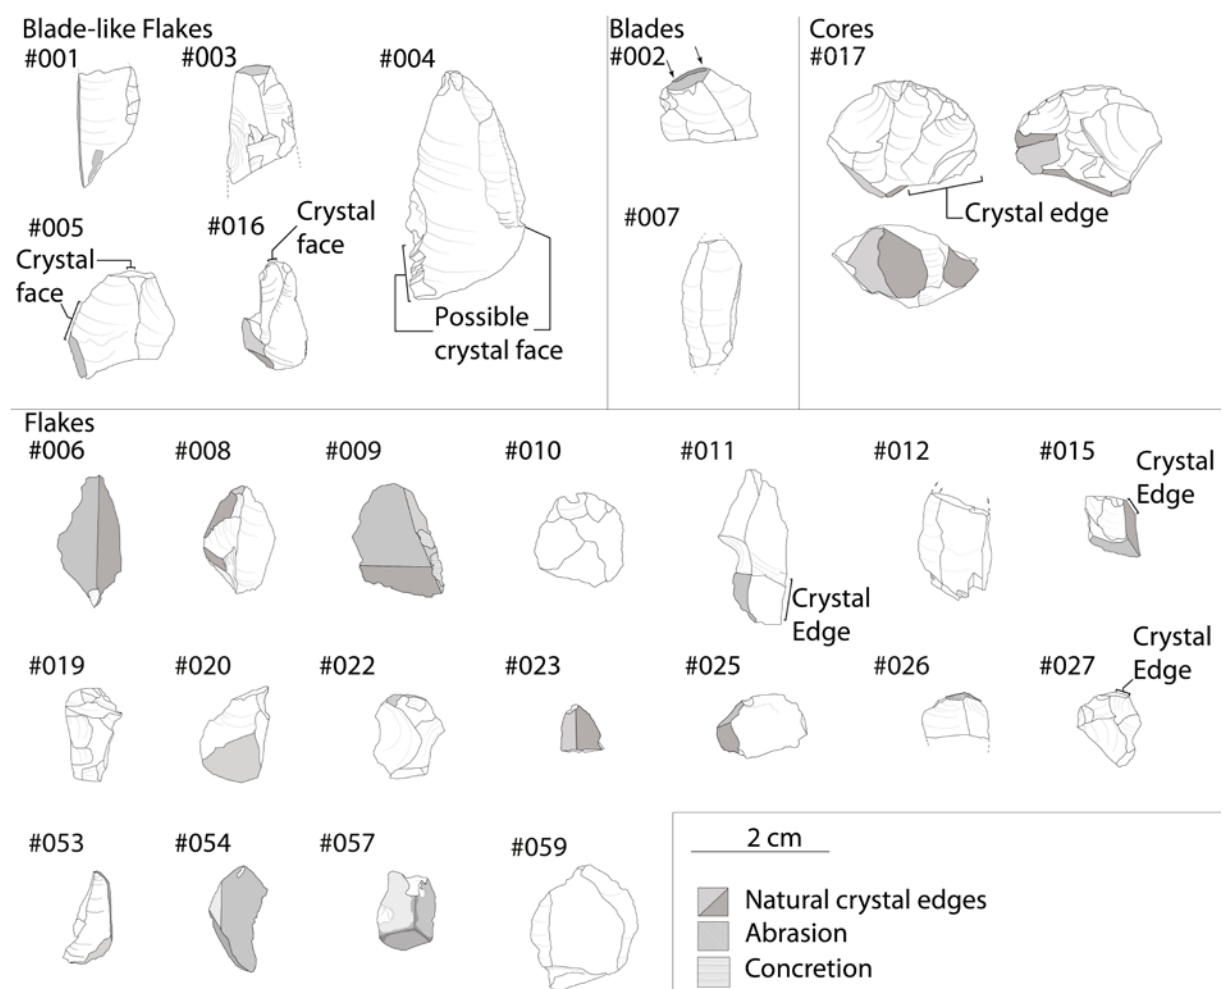 Blade-like Flakes
#001
#003
#004
#005
Crystal
face
#016
Crystal
face
Possible
crystal face
Blades
#002
#007
Cores
#017
Crystal edge
Flakes
#006
#008
#009
#010
#011
Crystal
Edge
#012
#015
Crystal
Edge
#019
#020
#022
#023
#025
#026
#027
Crystal
Edge
#053
#054
#057
#059
2 cm
Natural crystal edges
Abrasion
Concretion